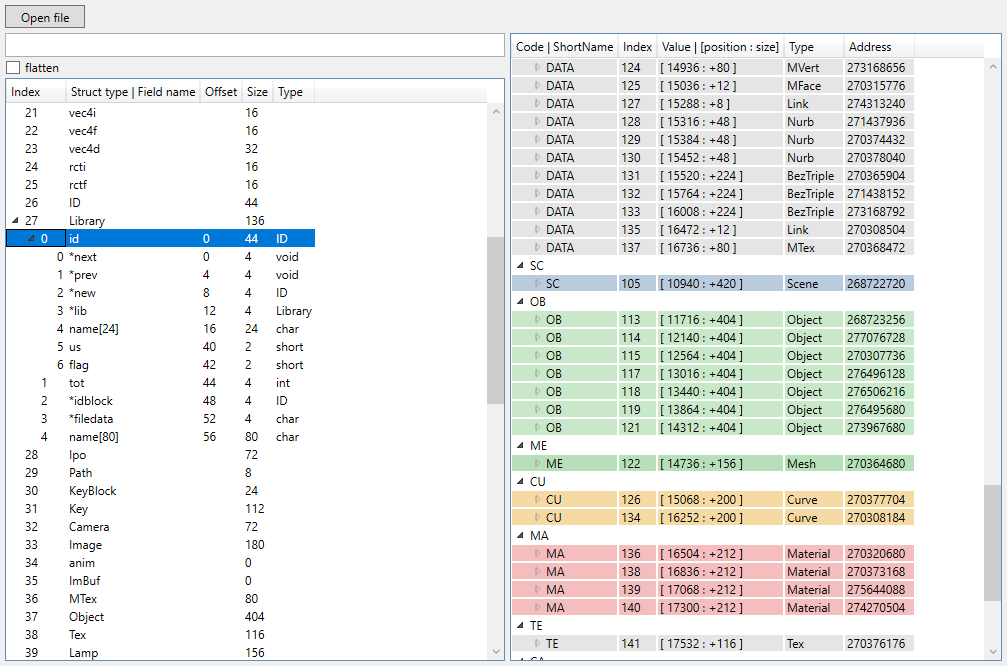 Open file
flatten
Index Struct type | Field name Offset Size Type
21 vec4i 16
22 vec4f 16
23 vec4d 32
24 rcti 16
25 rctf 16
26 ID 44
27 Library 136
0 id 0 44 ID
0 *next 0 4 void
1 *prev 4 4 void
2 *new 8 4 ID
3 *lib 12 4 Library
4 name[24] 16 24 char
5 us 40 2 short
6 flag 42 2 short
1 tot 44 4 int
2 *idblock 48 4 ID
3 *filedata 52 4 char
4 name[80] 56 80 char
28 Ipo 72
29 Path 8
30 KeyBlock 24
31 Key 112
32 Camera 72
33 Image 180
34 anim 0
35 ImBuf 0
36 MTex 80
37 Object 404
38 Tex 116
39 Lamp 156
Code | ShortName Index Value | [position : size] Type Address
DATA 124 [ 14936 : +80 ] MVert 273168656
DATA 125 [ 15036 : +12 ] MFace 270315776
DATA 127 [ 15288 : +8 ] Link 274313240
DATA 128 [ 15316 : +48 ] Nurb 271437936
DATA 129 [ 15384 : +48 ] Nurb 270374432
DATA 130 [ 15452 : +48 ] Nurb 270378040
DATA 131 [ 15520 : +224 ] BezTriple 270365904
DATA 132 [ 15764 : +224 ] BezTriple 271438152
DATA 133 [ 16008 : +224 ] BezTriple 273168792
DATA 135 [ 16472 : +12 ] Link 270308504
DATA 137 [ 16736 : +80 ] MTex 270368472
SC
SC 105 [ 10940 : +420 ] Scene 268722720
OB
OB 113 [ 11716 : +404 ] Object 268723256
OB 114 [ 12140 : +404 ] Object 277076728
OB 115 [ 12564 : +404 ] Object 270307736
OB 117 [ 13016 : +404 ] Object 276496128
OB 118 [ 13440 : +404 ] Object 276506216
OB 119 [ 13864 : +404 ] Object 276495680
OB 121 [ 14312 : +404 ] Object 273967680
ME
ME 122 [ 14736 : +156 ] Mesh 270364680
CU
CU 126 [ 15068 : +200 ] Curve 270377704
CU 134 [ 16252 : +200 ] Curve 270308184
MA
MA 136 [ 16504 : +212 ] Material 270320680
MA 138 [ 16836 : +212 ] Material 270373168
MA 139 [ 17068 : +212 ] Material 275644088
MA 140 [ 17300 : +212 ] Material 274270504
TE
TE 141 [ 17532 : +116 ] Tex 270376176